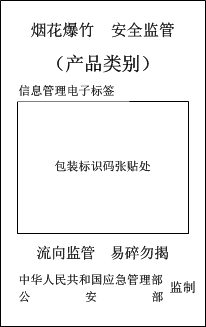 烟花爆竹　安全监管
（产品类别）
信息管理电子标签
包装标识码张贴处
流向监管　易碎勿揭
中华人民共和国应急管理部
公安部 监制